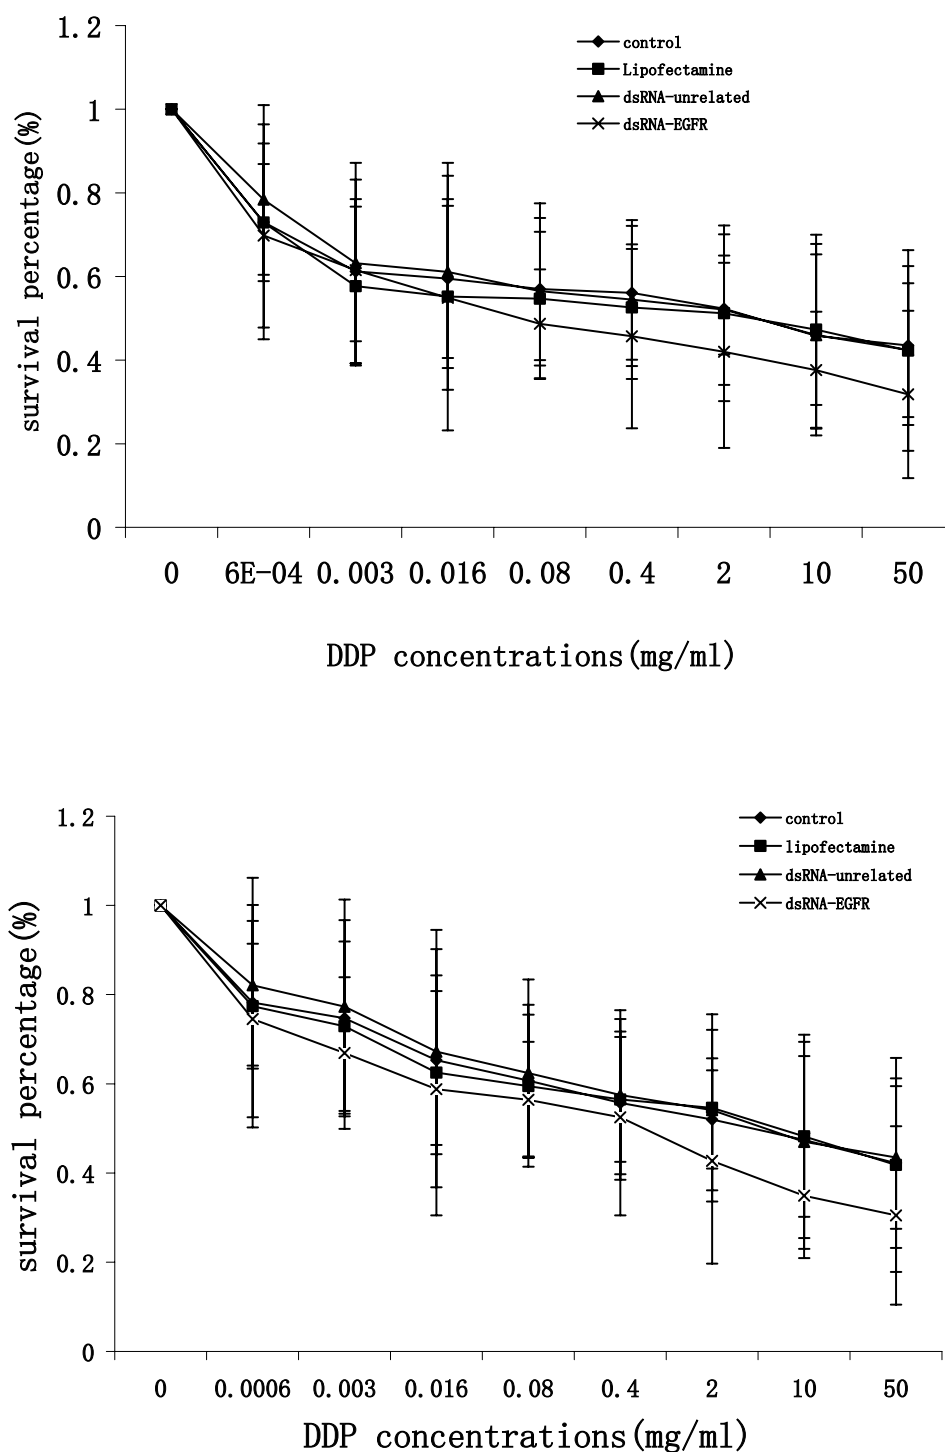 1.2
control
Lipofectamine
dsRNA-unrelated
dsRNA-EGFR
1
0.8
0.6
0.4
0.2
0
survival percentage(%)
0 6E-04 0.003 0.016 0.08 0.4 2 10 50
DDP concentrations(mg/ml)
1.2
control
lipofectamine
dsRNA-unrelated
dsRNA-EGFR
1
0.8
0.6
0.4
0.2
0
survival percentage(%)
0 0.0006 0.003 0.016 0.08 0.4 2 10 50
DDP concentrations(mg/ml)